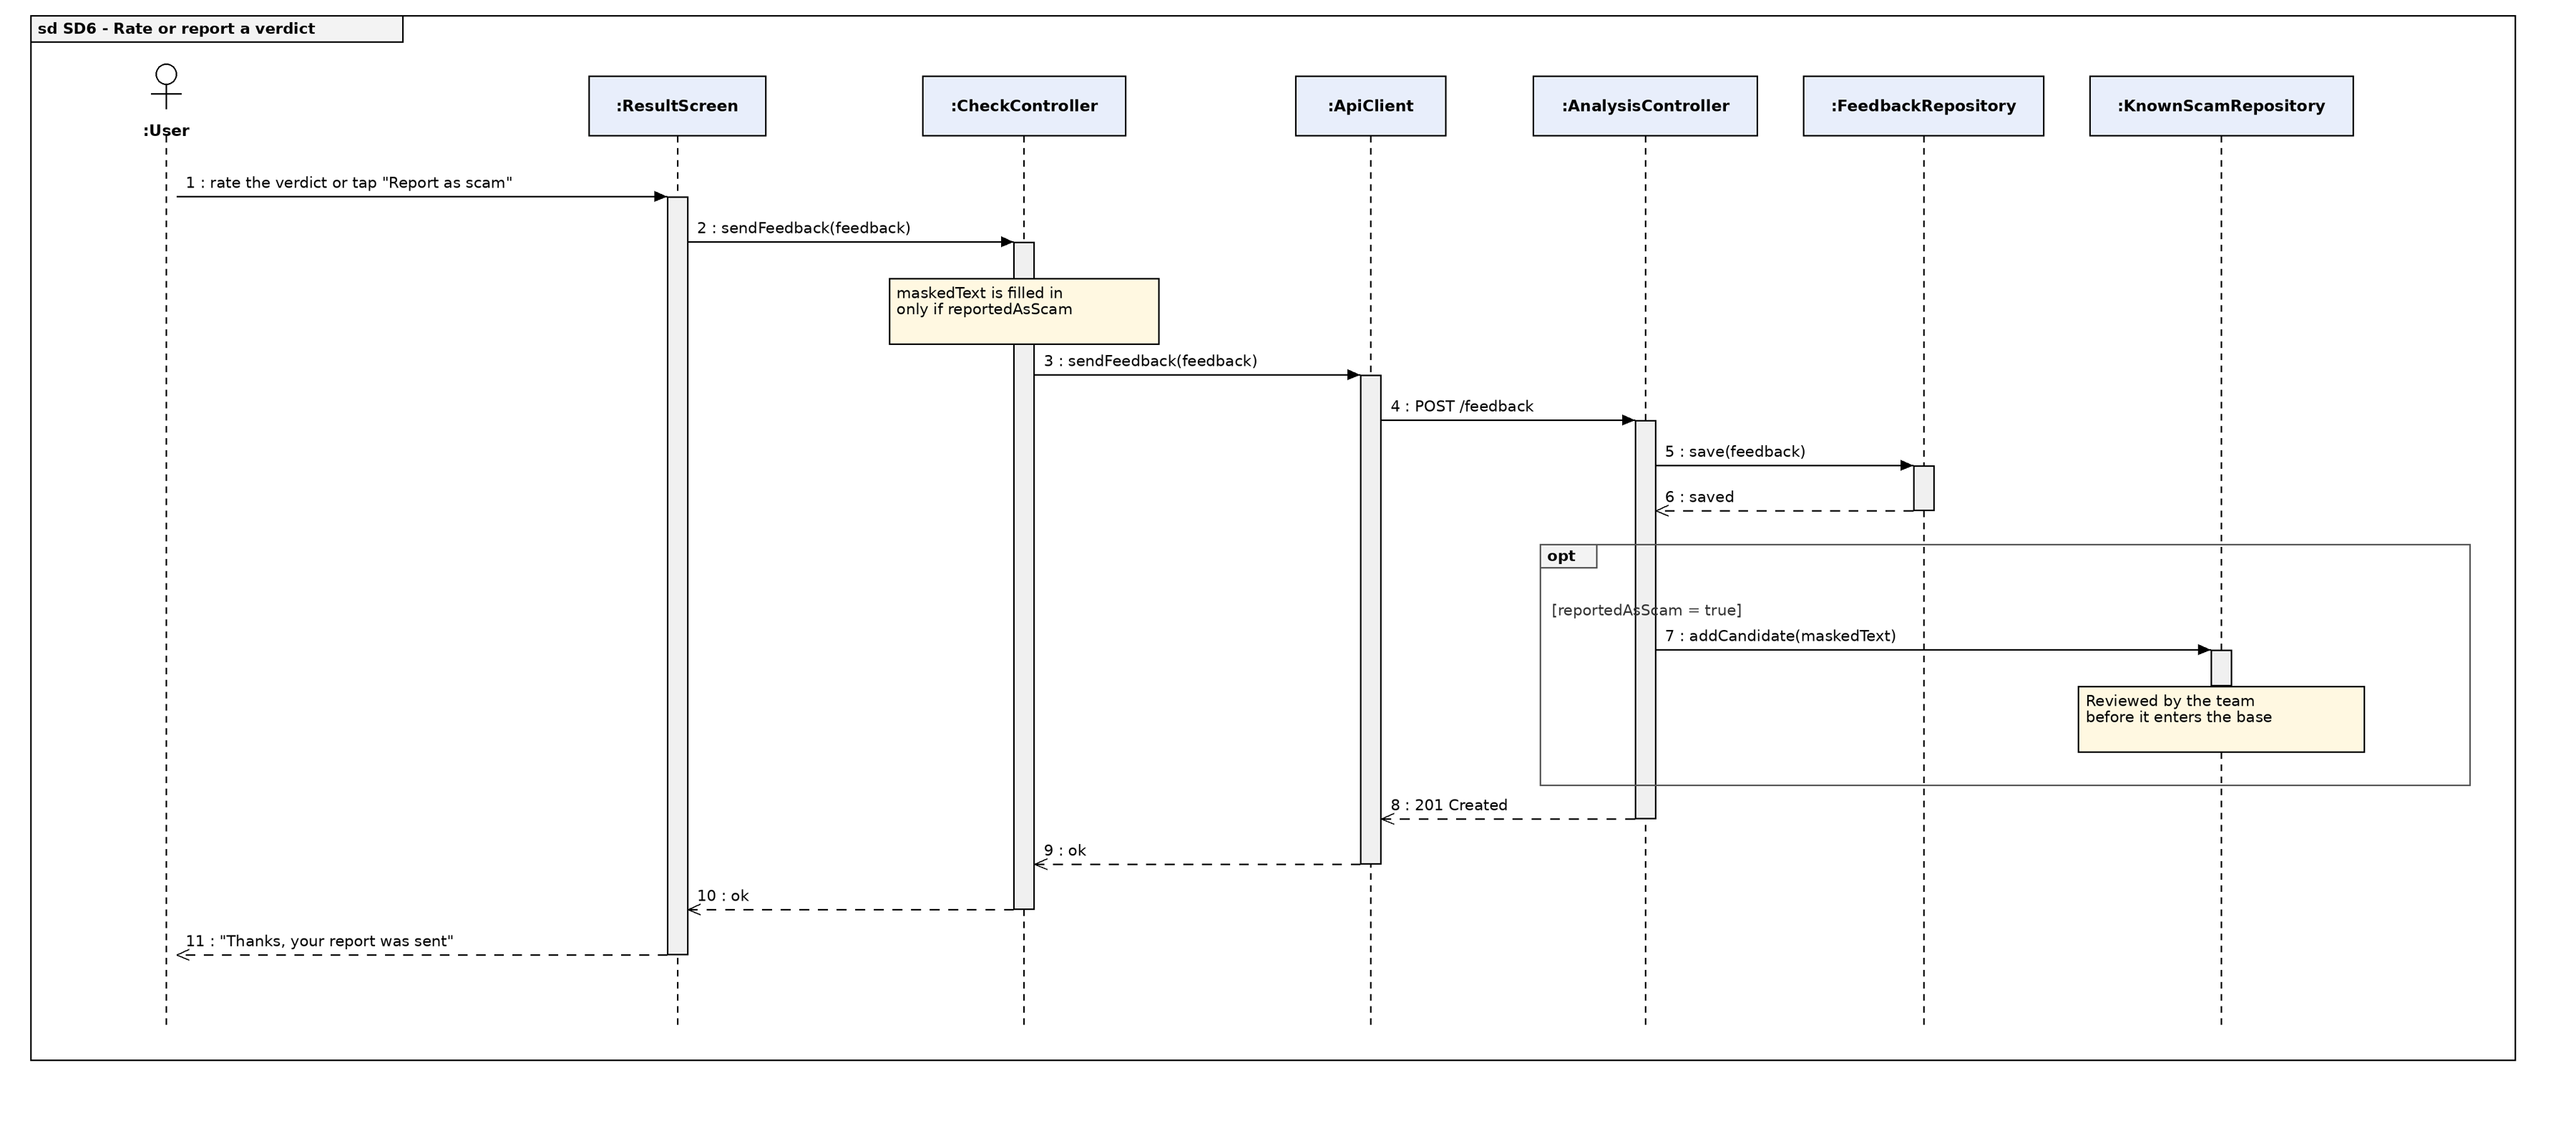 sd SD6 - Rate or report a verdict
:User
:ResultScreen
:CheckController
:ApiClient
:AnalysisController
:FeedbackRepository
:KnownScamRepository
1 : rate the verdict or tap "Report as scam"
2 : sendFeedback(feedback)
maskedText is filled in
only if reportedAsScam
3 : sendFeedback(feedback)
4 : POST /feedback
5 : save(feedback)
6 : saved
opt
[reportedAsScam = true]
7 : addCandidate(maskedText)
Reviewed by the team
before it enters the base
8 : 201 Created
9 : ok
10 : ok
11 : "Thanks, your report was sent"